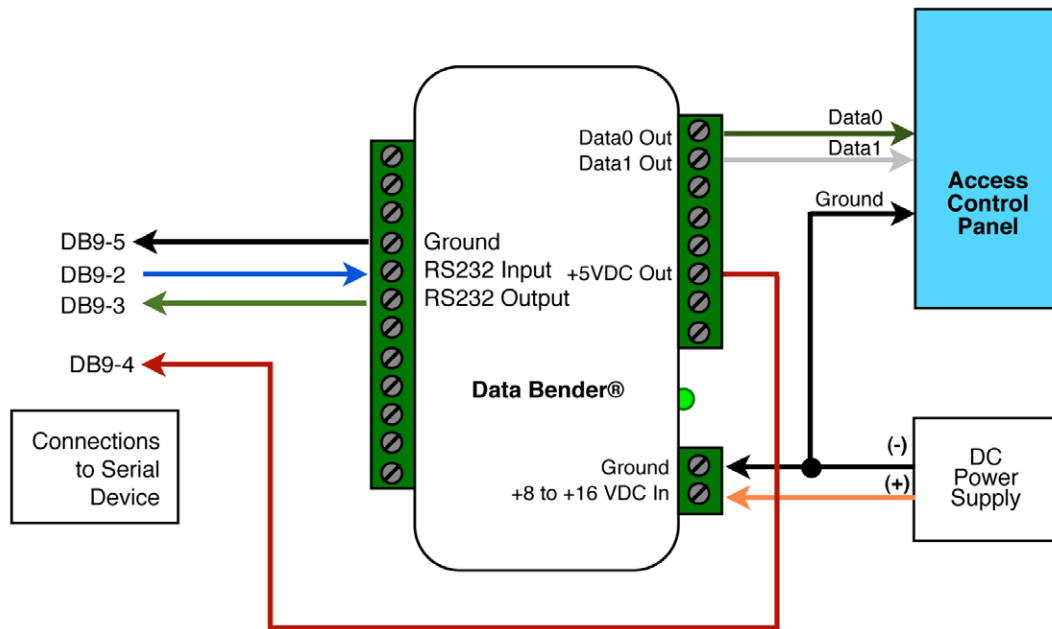 Data0 Out
Data1 Out
Data0
Data1
Ground
Access
Control
Panel
DB9-5
DB9-2
DB9-3
DB9-4
Ground
RS232 Input
RS232 Output
+5VDC Out
Data Bender®
Connections
to Serial
Device
Ground
+8 to +16 VDC In
(-)
(+)
DC
Power
Supply